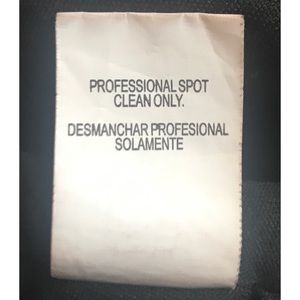 PROFESSIONAL SPOT
CLEAN ONLY.
DESMANCHAR PROFESIONAL
SOLAMENTE